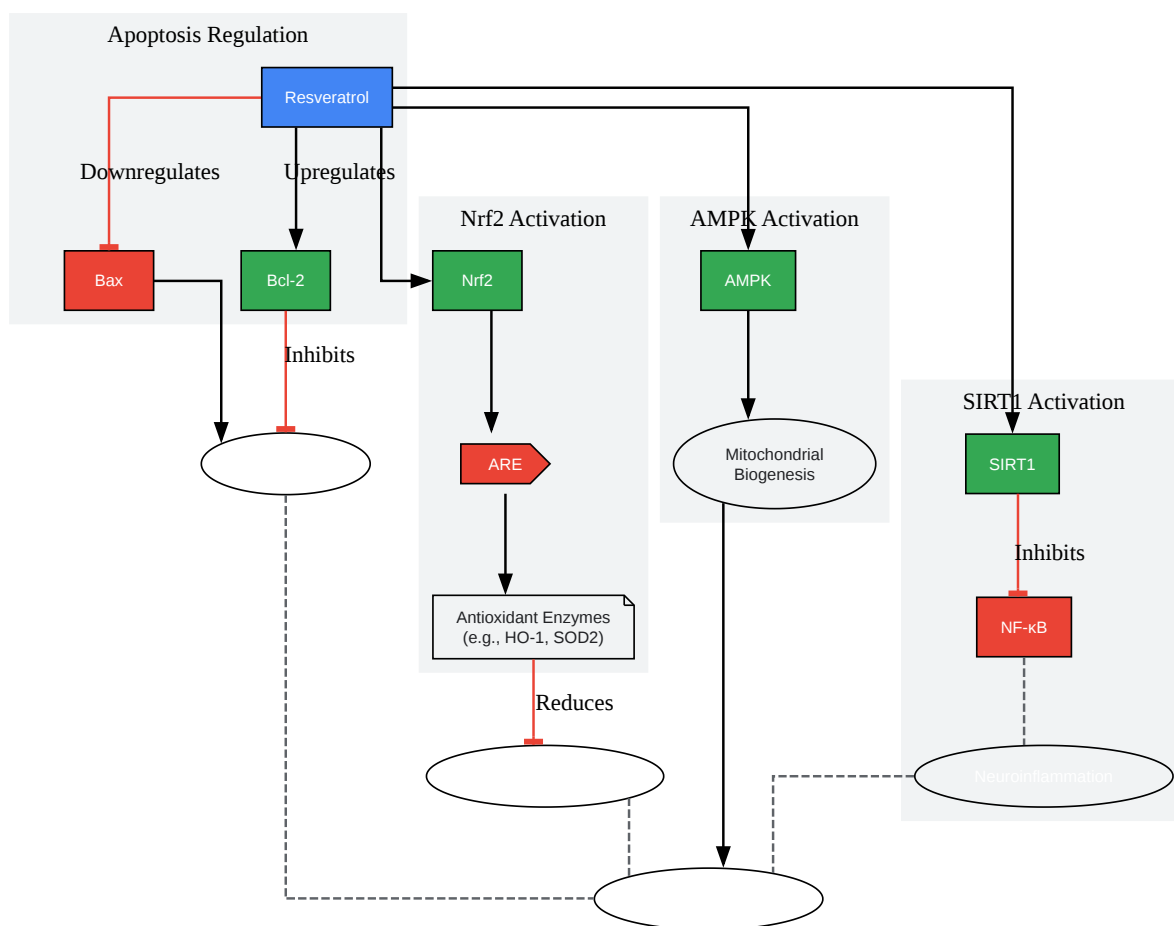 Apoptosis Regulation
Resveratrol
Downregulates
Upregulates
Nrf2 Activation
AMPK Activation
Bax
Bcl-2
Nrf2
AMPK
Inhibits
SIRT1 Activation
ARE
Mitochondrial
Biogenesis
SIRT1
Inhibits
Antioxidant Enzymes
(e.g., HO-1, SOD2)
NF-κB
Reduces
Neuroinflammation